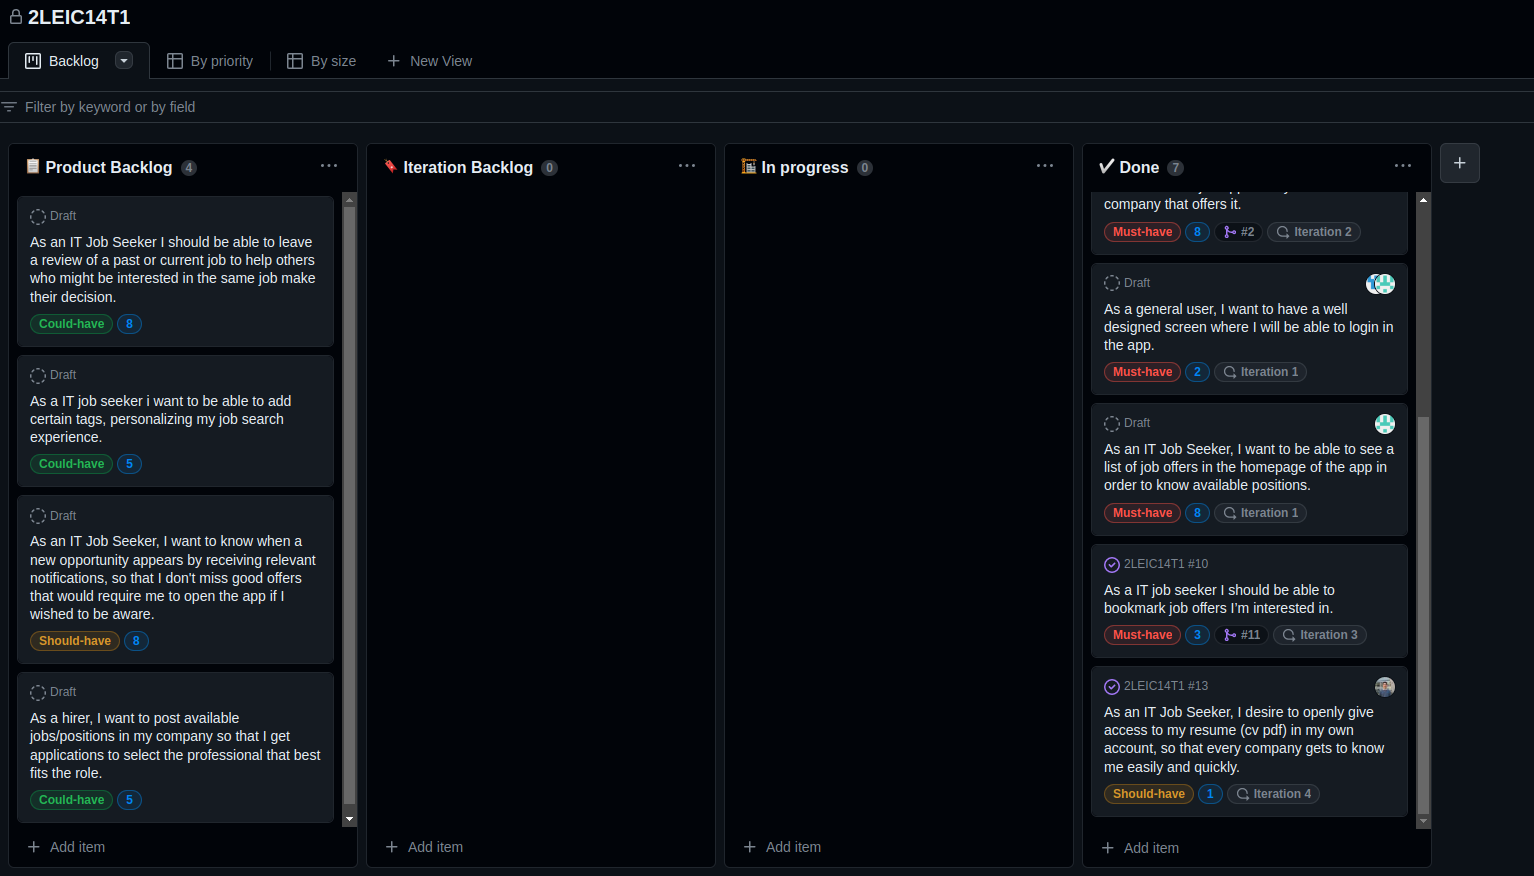 2LEIC14T1
Backlog
By priority
By size
New View
Filter by keyword or by field
Product Backlog 4
Draft
As an IT Job Seeker I should be able to leave
a review of a past or current job to help others
who might be interested in the same job make
their decision.
Could-have 8
Draft
As a IT job seeker i want to be able to add
certain tags, personalizing my job search
experience.
Could-have 5
Draft
As an IT Job Seeker, I want to know when a
new opportunity appears by receiving relevant
notifications, so that I don't miss good offers
that would require me to open the app if I
wished to be aware.
Should-have 8
Draft
As a hirer, I want to post available
jobs/positions in my company so that I get
applications to select the professional that best
fits the role.
Could-have 5
Add item
Iteration Backlog 0
Add item
In progress 0
Add item
Done 7
company that offers it.
Must-have 8 #2 Iteration 2
Draft
As a general user, I want to have a well
designed screen where I will be able to login in
the app.
Must-have 2 Iteration 1
Draft
As an IT Job Seeker, I want to be able to see a
list of job offers in the homepage of the app in
order to know available positions.
Must-have 8 Iteration 1
2LEIC14T1 #10
As a IT job seeker I should be able to
bookmark job offers I'm interested in.
Must-have 3 #11 Iteration 3
2LEIC14T1 #13
As an IT Job Seeker, I desire to openly give
access to my resume (cv pdf) in my own
account, so that every company gets to know
me easily and quickly.
Should-have 1 Iteration 4
Add item